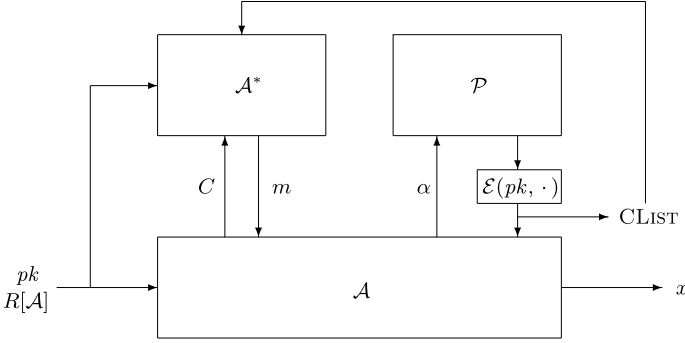 𝒜* 𝒫
C m α ℰ(pk, ·)
CLIST
pk
R[𝒜] 𝒜 x